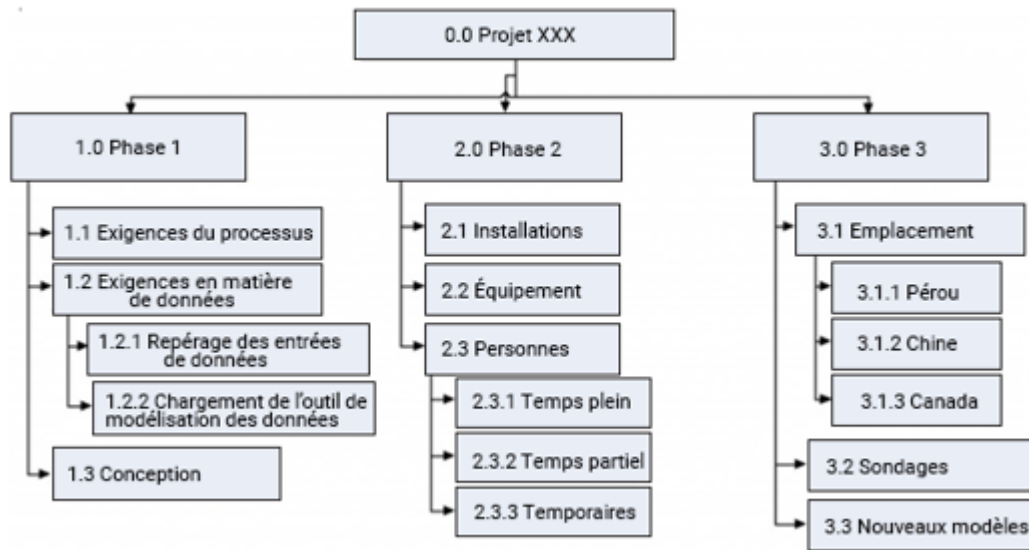 0.0 Projet XXX
1.0 Phase 1
1.1 Exigences du processus
1.2 Exigences en matière
de données
1.2.1 Repérage des entrées
de données
1.2.2 Chargement de l'outil de
modélisation des données
1.3 Conception
2.0 Phase 2
2.1 Installations
2.2 Équipement
2.3 Personnes
2.3.1 Temps plein
2.3.2 Temps partiel
2.3.3 Temporaires
3.0 Phase 3
3.1 Emplacement
3.1.1 Pérou
3.1.2 Chine
3.1.3 Canada
3.2 Sondages
3.3 Nouveaux modèles